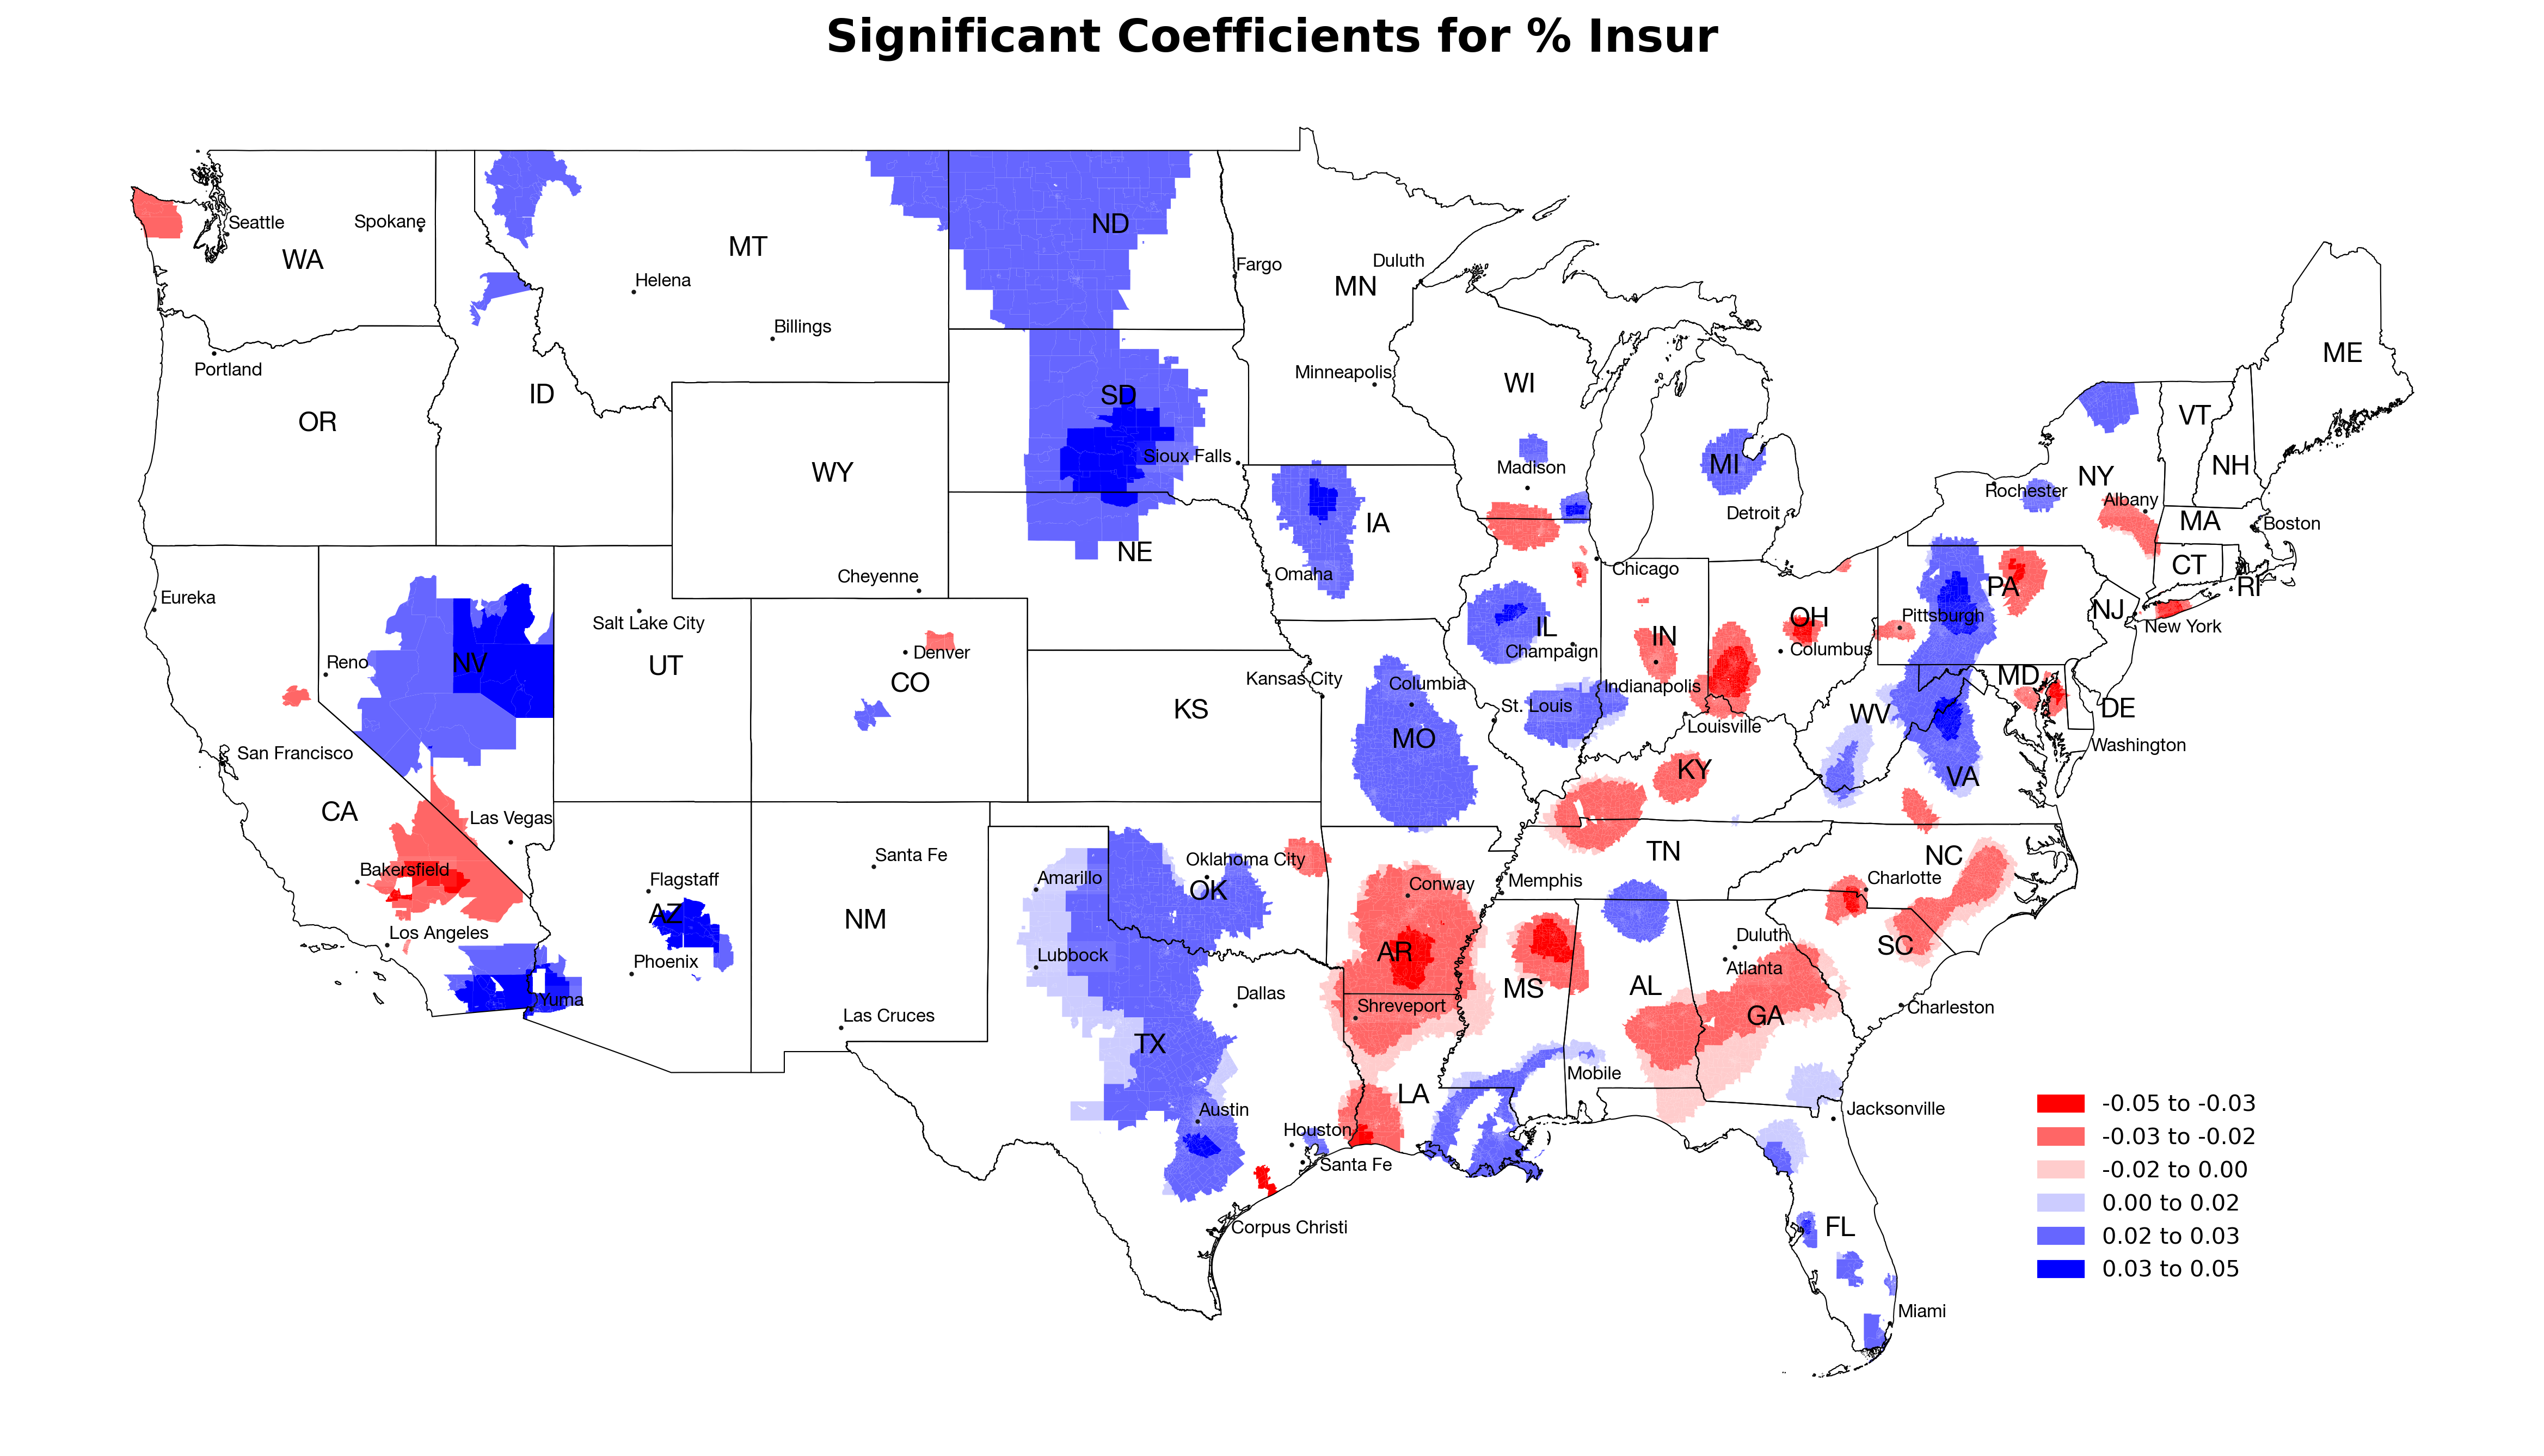 Significant Coefficients for % Insur
Seattle
Spokane
WA
MT
ND
Helena
Fargo
Duluth
MN
Billings
Portland
Minneapolis
WI
ME
ID
SD
OR
VT
WY
Sioux Falls
Madison
MI
NH
NY
Rochester
Albany
Detroit
IA
MA
Boston
NE
Cheyenne
Omaha
Chicago
CT
RI
PA
Eureka
NJ
Pittsburgh
New York
Salt Lake City
OH
IL
IN
Columbus
Champaign
Reno
NV
UT
Denver
CO
Kansas City
Columbia
Indianapolis
MD
St. Louis
KS
MO
WV
DE
Louisville
Washington
San Francisco
KY
VA
CA
Las Vegas
TN
NC
Santa Fe
Oklahoma City
Bakersfield
Flagstaff
Amarillo
OK
Conway
Memphis
Charlotte
AZ
NM
Los Angeles
Phoenix
Lubbock
AR
Duluth
Atlanta
SC
Yuma
Las Cruces
Dallas
Shreveport
MS
AL
GA
Charleston
TX
LA
Mobile
Austin
Jacksonville
Houston
Santa Fe
Corpus Christi
FL
Miami
-0.05 to -0.03
-0.03 to -0.02
-0.02 to 0.00
0.00 to 0.02
0.02 to 0.03
0.03 to 0.05